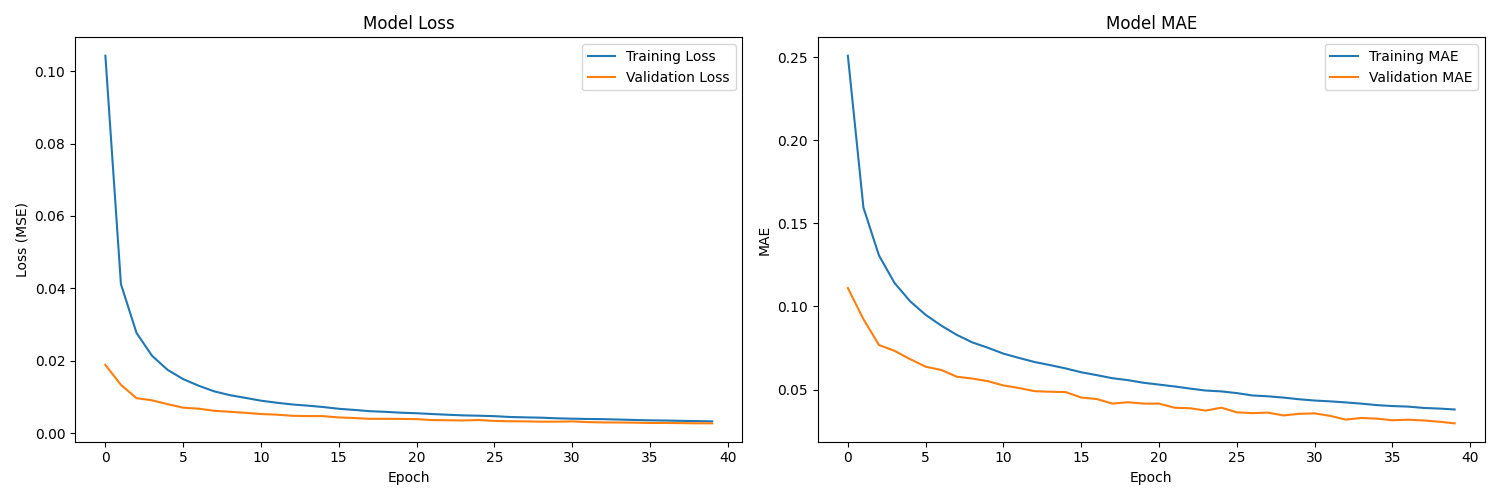 Model Loss
Training Loss
Validation Loss
Loss (MSE)
0.10
0.08
0.06
0.04
0.02
0.00
0 5 10 15 20 25 30 35 40
Epoch
Model MAE
Training MAE
Validation MAE
MAE
0.25
0.20
0.15
0.10
0.05
0 5 10 15 20 25 30 35 40
Epoch